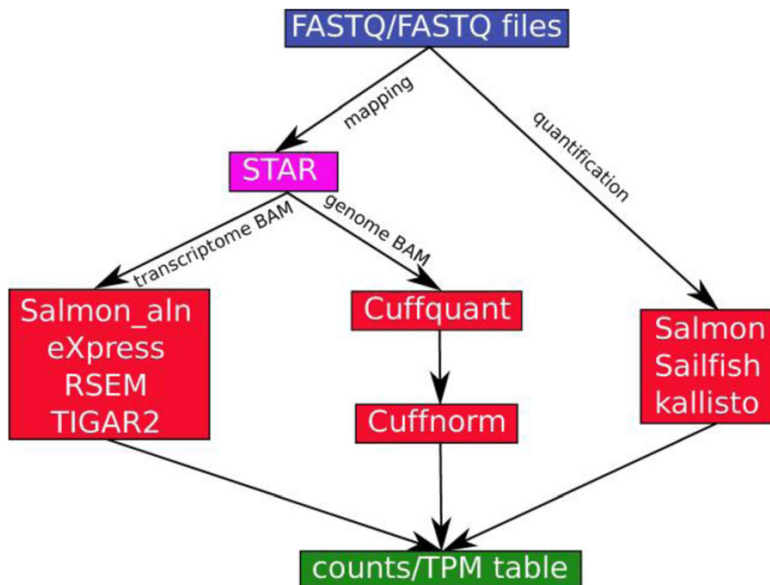 FASTQ/FASTQ files
mapping
quantification
STAR
transcriptome BAM
genome BAM
Salmon_aln
eXpress
RSEM
TIGAR2
Cuffquant
Salmon
Sailfish
kallisto
Cuffnorm
counts/TPM table